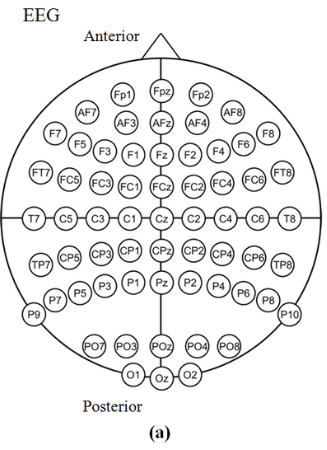 EEG
Anterior
Fp1 Fpz Fp2
AF7 AF3 AFz AF4 AF8
F7 F5 F3 F1 Fz F2 F4 F6 F8
FT7 FC5 FC3 FC1 FCz FC2 FC4 FC6 FT8
T7 C5 C3 C1 Cz C2 C4 C6 T8
TP7 CP5 CP3 CP1 CPz CP2 CP4 CP6 TP8
P9 P7 P5 P3 P1 Pz P2 P4 P6 P8 P10
PO7 PO3 POz PO4 PO8
O1 Oz O2
Posterior
(a)